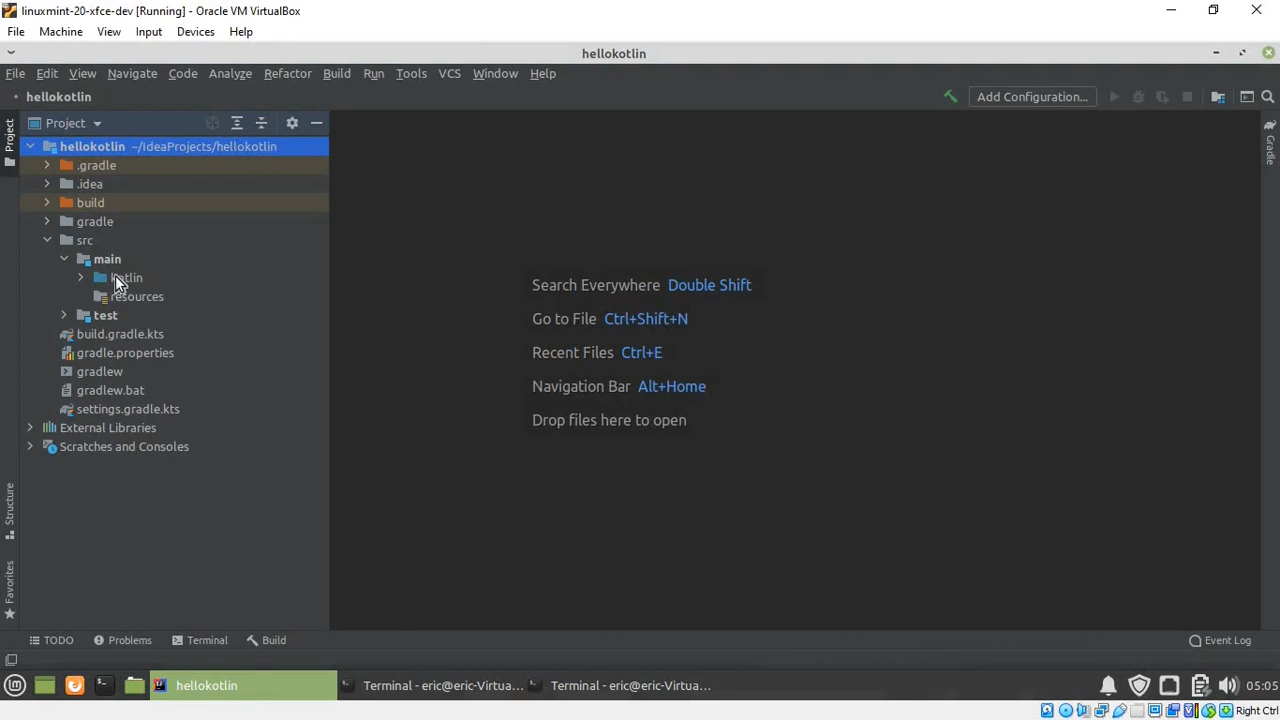 linuxmint-20-xfce-dev [Running] - Oracle VM VirtualBox
File Machine View Input Devices Help
hellokotlin
File Edit View Navigate Code Analyze Refactor Build Run Tools VCS Window Help
hellokotlin
Add Configuration...
Project
Project
Gradle
hellokotlin ~/IdeaProjects/hellokotlin
.gradle
.idea
build
gradle
src
main
kotlin
resources
test
build.gradle.kts
gradle.properties
gradlew
gradlew.bat
settings.gradle.kts
External Libraries
Scratches and Consoles
Search Everywhere Double Shift
Go to File Ctrl+Shift+N
Recent Files Ctrl+E
Navigation Bar Alt+Home
Drop files here to open
Structure
Favorites
TODO Problems Terminal Build Event Log
hellokotlin Terminal - eric@eric-Virtua... Terminal - eric@eric-Virtua... 05:05
Right Ctrl